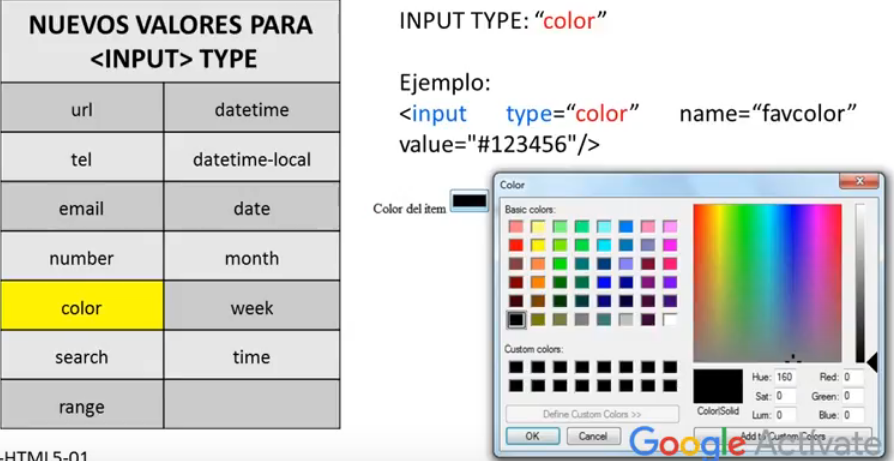 NUEVOS VALORES PARA
<INPUT> TYPE
url datetime
tel datetime-local
email date
number month
color week
search time
range
-HTML5-01
INPUT TYPE: “color”
Ejemplo:
<input type=“color” name=“favcolor”
value="#123456"/>
Color del item
Color
Basic colors:
Custom colors:
Define Custom Colors >>
OK Cancel
Color|Solid
Hue: 160 Red: 0
Sat: 0 Green: 0
Lum: 0 Blue: 0
Add to Custom Colors
Google Activate